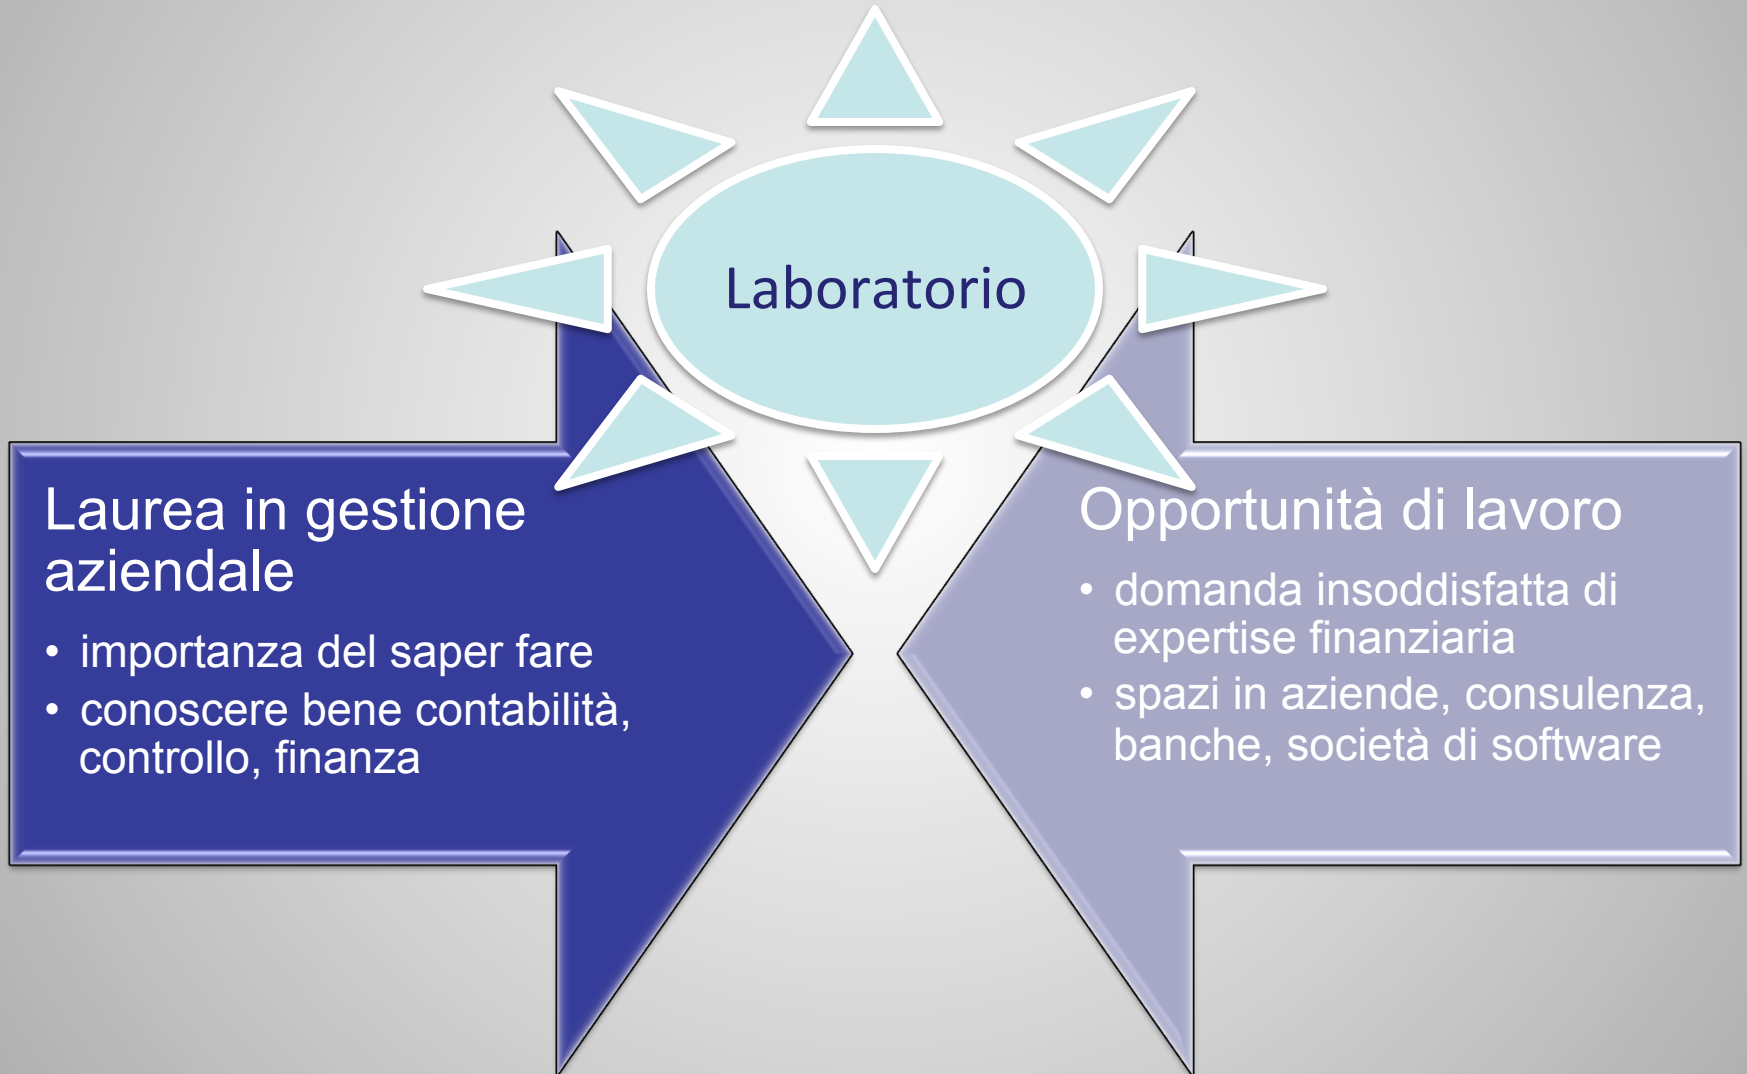 Laboratorio
Laurea in gestione
aziendale
• importanza del saper fare
• conoscere bene contabilità,
controllo, finanza
Opportunità di lavoro
• domanda insoddisfatta di
expertise finanziaria
• spazi in aziende, consulenza,
banche, società di software